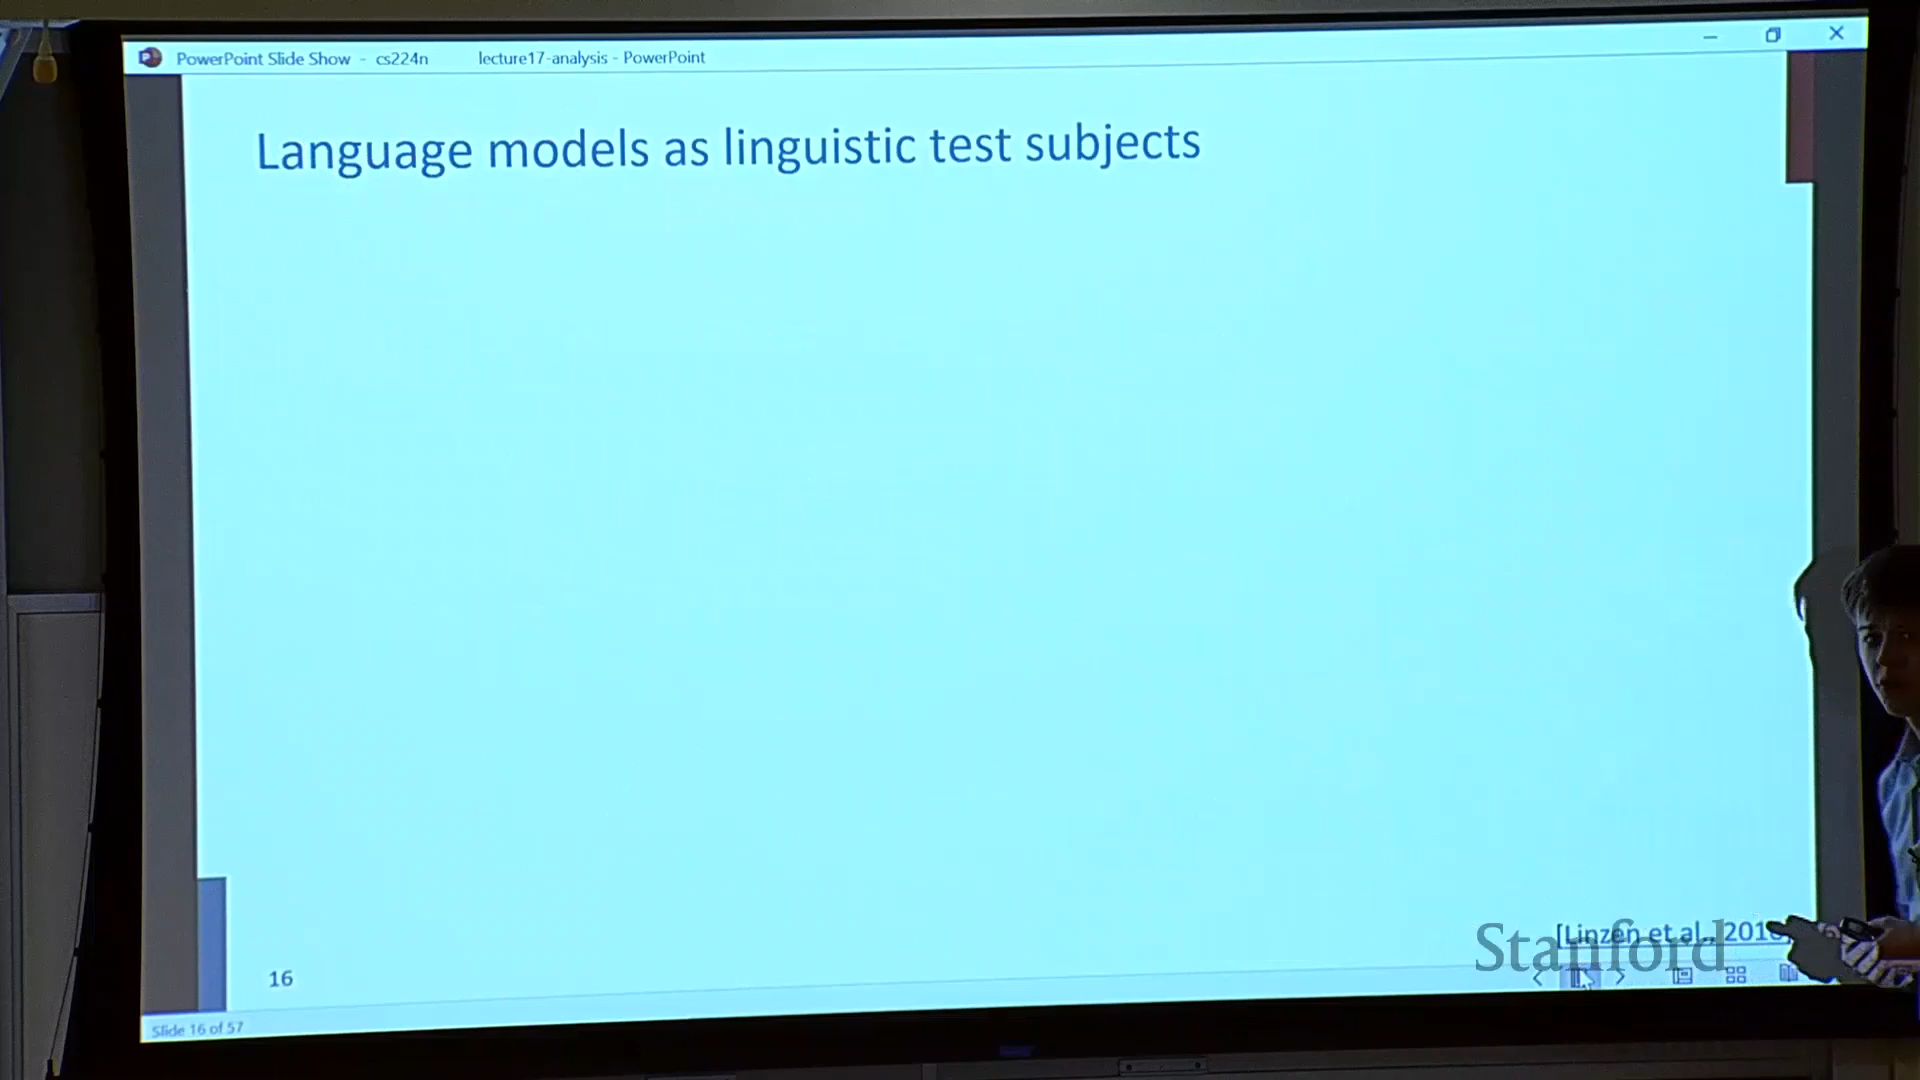 PowerPoint Slide Show - cs224n lecture17-analysis - PowerPoint
Language models as linguistic test subjects
[Linzen et al., 201
Stanford
16
Slide 16 of 57